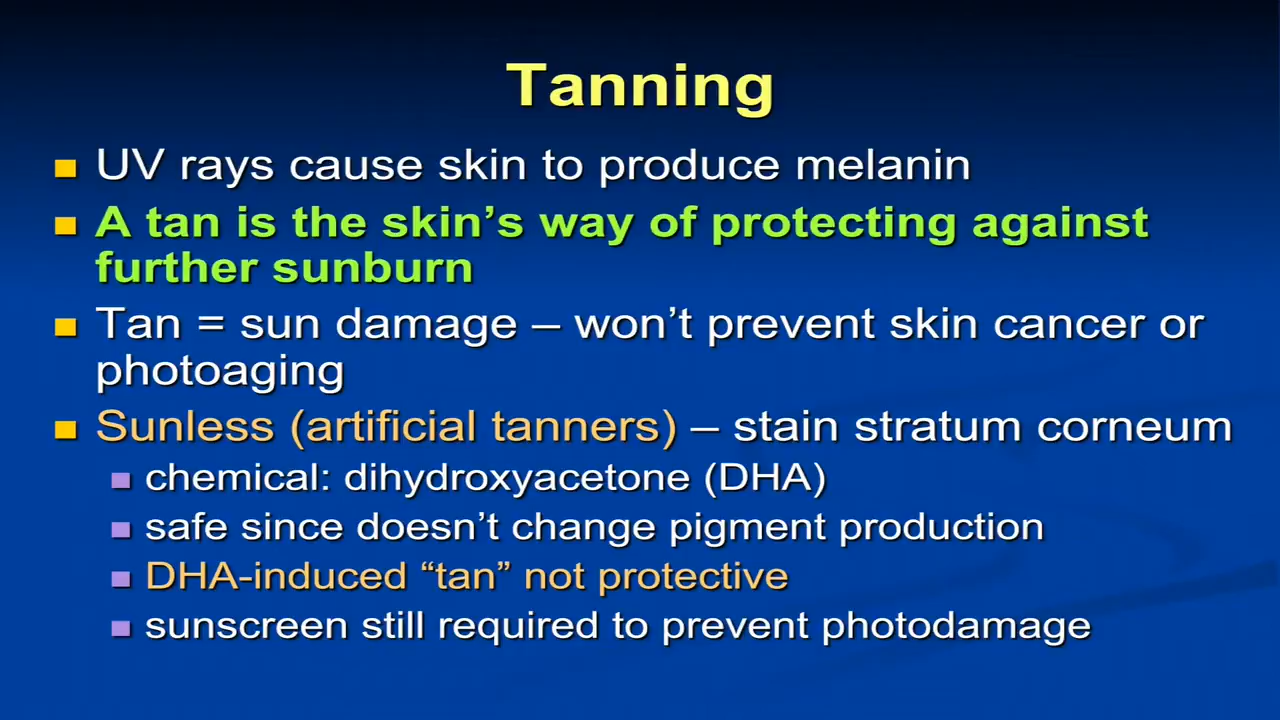 Tanning
UV rays cause skin to produce melanin
A tan is the skin’s way of protecting against
further sunburn
Tan = sun damage – won’t prevent skin cancer or
photoaging
Sunless (artificial tanners) – stain stratum corneum
chemical: dihydroxyacetone (DHA)
safe since doesn’t change pigment production
DHA-induced “tan” not protective
sunscreen still required to prevent photodamage